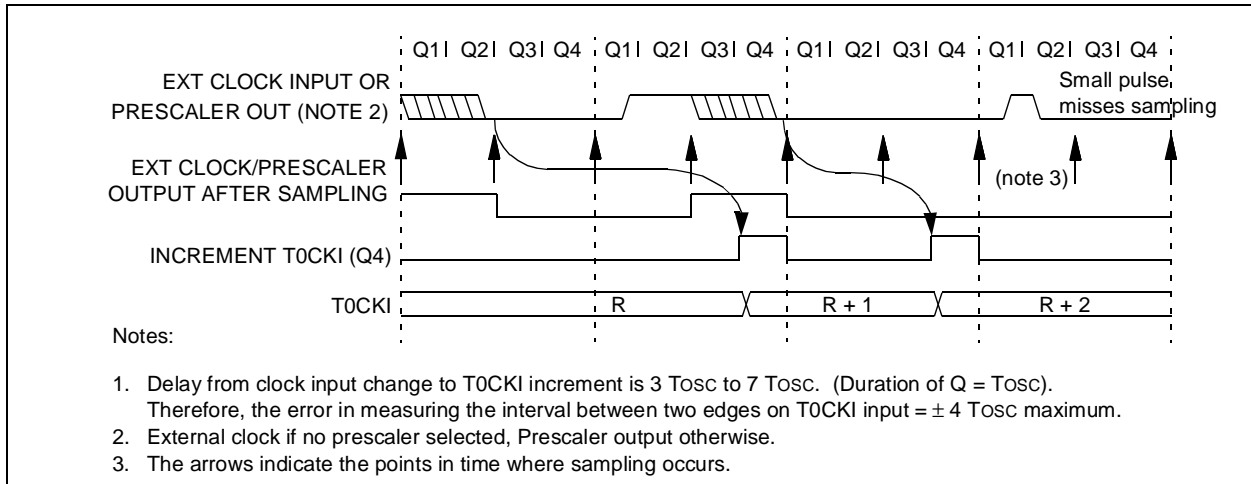 Q1 Q2 Q3 Q4 Q1 Q2 Q3 Q4 Q1 Q2 Q3 Q4 Q1 Q2 Q3 Q4
EXT CLOCK INPUT OR
PRESCALER OUT (NOTE 2)
Small pulse
misses sampling
EXT CLOCK/PRESCALER
OUTPUT AFTER SAMPLING
(note 3)
INCREMENT T0CKI (Q4)
T0CKI R R + 1 R + 2
Notes:
1. Delay from clock input change to T0CKI increment is 3 TOSC to 7 TOSC. (Duration of Q = TOSC).
Therefore, the error in measuring the interval between two edges on T0CKI input = ± 4 TOSC maximum.
2. External clock if no prescaler selected, Prescaler output otherwise.
3. The arrows indicate the points in time where sampling occurs.